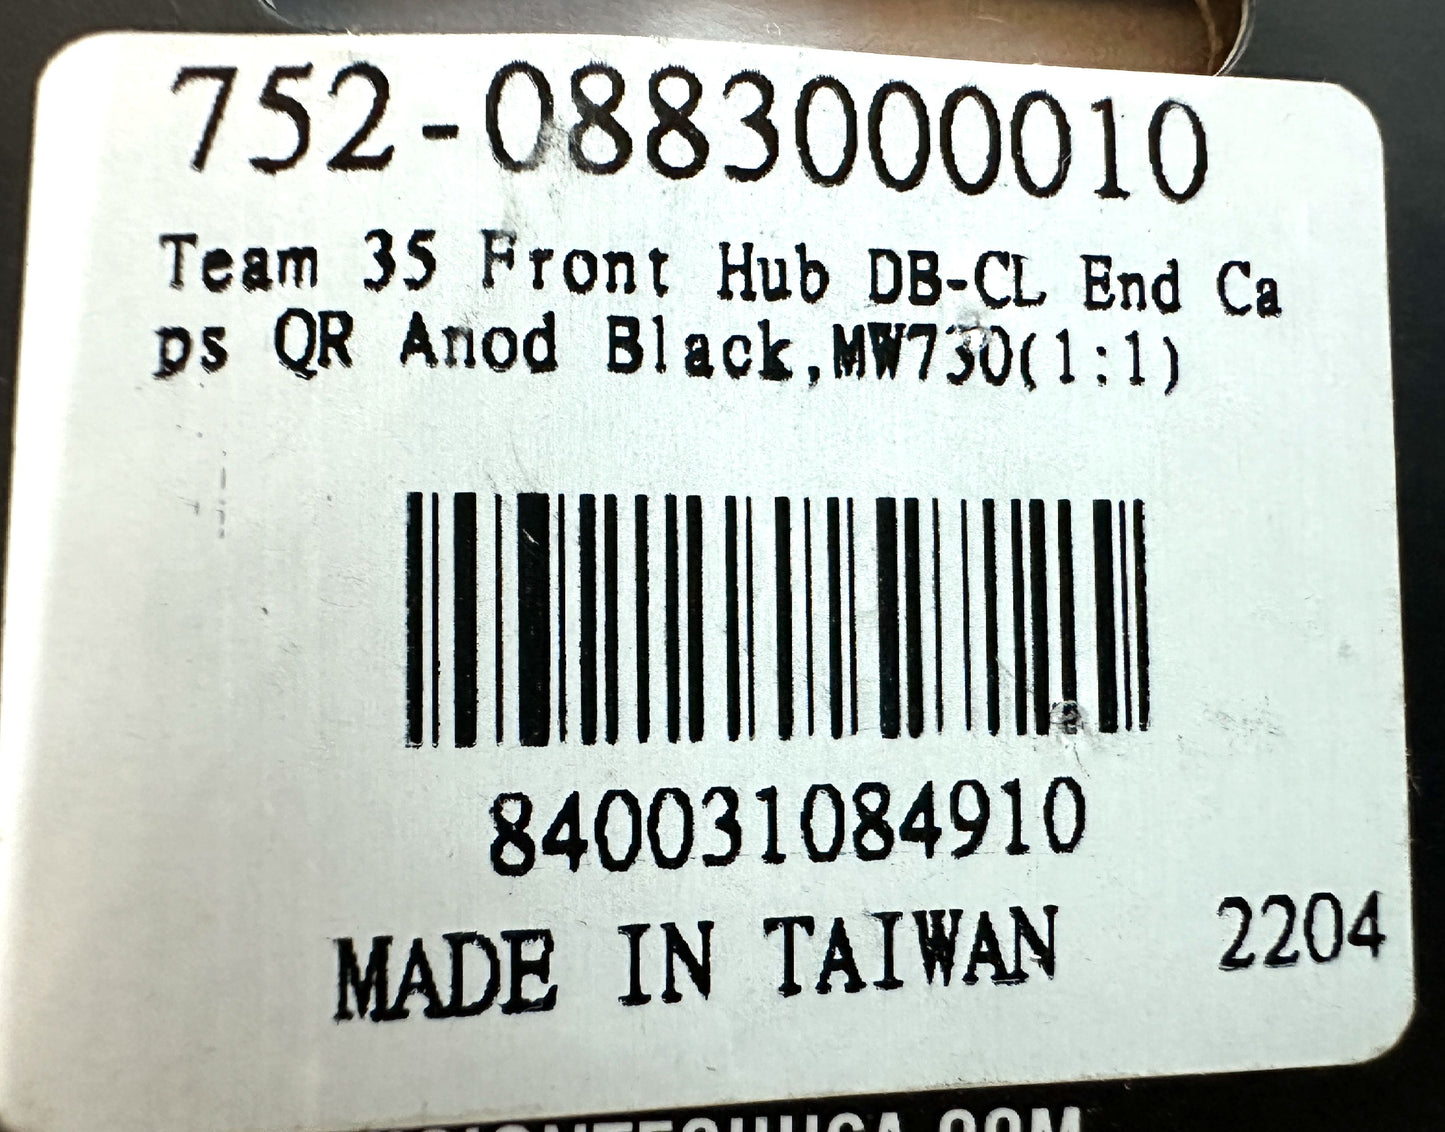 752-0883000010
Team 35 Front Hub DB-CL End Ca
ps QR Anod Black,MW730(1:1)
840031084910
MADE IN TAIWAN 2204